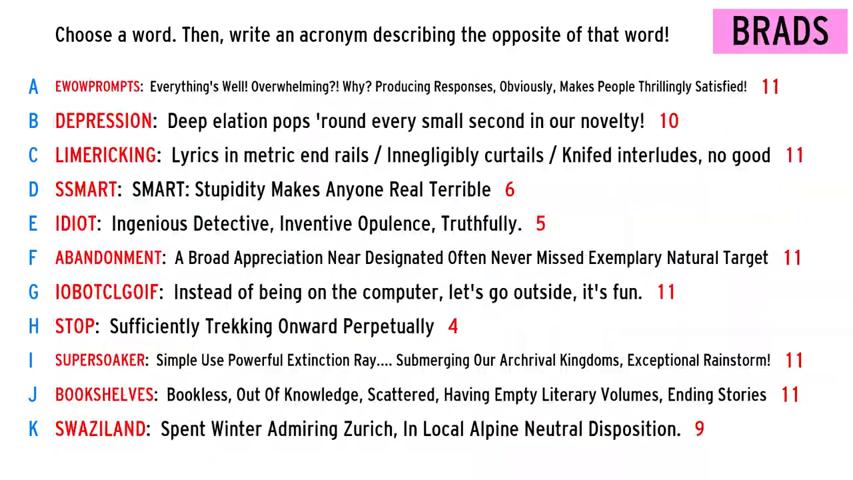 Choose a word. Then, write an acronym describing the opposite of that word!
BRADS
A EWOWPROMPTS: Everything's Well! Overwhelming?! Why? Producing Responses, Obviously, Makes People Thrillingly Satisfied! 11
B DEPRESSION: Deep elation pops 'round every small second in our novelty! 10
C LIMERICKING: Lyrics in metric end rails / Innegligibly curtails / Knifed interludes, no good 11
D SSMART: SMART: Stupidity Makes Anyone Real Terrible 6
E IDIOT: Ingenious Detective, Inventive Opulence, Truthfully. 5
F ABANDONMENT: A Broad Appreciation Near Designated Often Never Missed Exemplary Natural Target 11
G IOBOTCLGOIF: Instead of being on the computer, let's go outside, it's fun. 11
H STOP: Sufficiently Trekking Onward Perpetually 4
I SUPERSOAKER: Simple Use Powerful Extinction Ray.... Submerging Our Archrival Kingdoms, Exceptional Rainstorm! 11
J BOOKSHELVES: Bookless, Out Of Knowledge, Scattered, Having Empty Literary Volumes, Ending Stories 11
K SWAZILAND: Spent Winter Admiring Zurich, In Local Alpine Neutral Disposition. 9